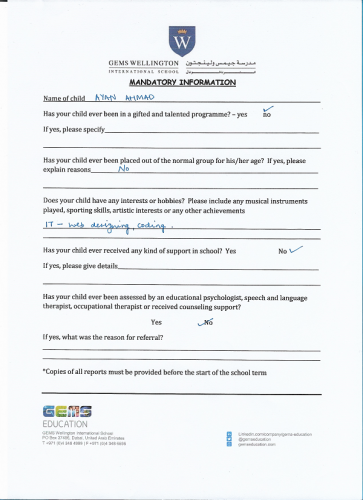 W
GEMS WELLINGTON مدرسة جيمس ولينجتون
INTERNATIONAL SCHOOL
MANDATORY INFORMATION
Name of child AYAN AHMAD
Has your child ever been in a gifted and talented programme? – yes no
If yes, please specify
Has your child ever been placed out of the normal group for his/her age? If yes, please
explain reasons No
Does your child have any interests or hobbies? Please include any musical instruments
played, sporting skills, artistic interests or any other achievements
IT – web designing, coding.
Has your child ever received any kind of support in school? Yes No
If yes, please give details
Has your child ever been assessed by an educational psychologist, speech and language
therapist, occupational therapist or received counseling support?
Yes No
If yes, what was the reason for referral?
*Copies of all reports must be provided before the start of the school term
GEMS
EDUCATION
GEMS Wellington International School
PO Box 37486, Dubai, United Arab Emirates
LinkedIn.com/company/gems-education
@gemseducation
gemseducation.com